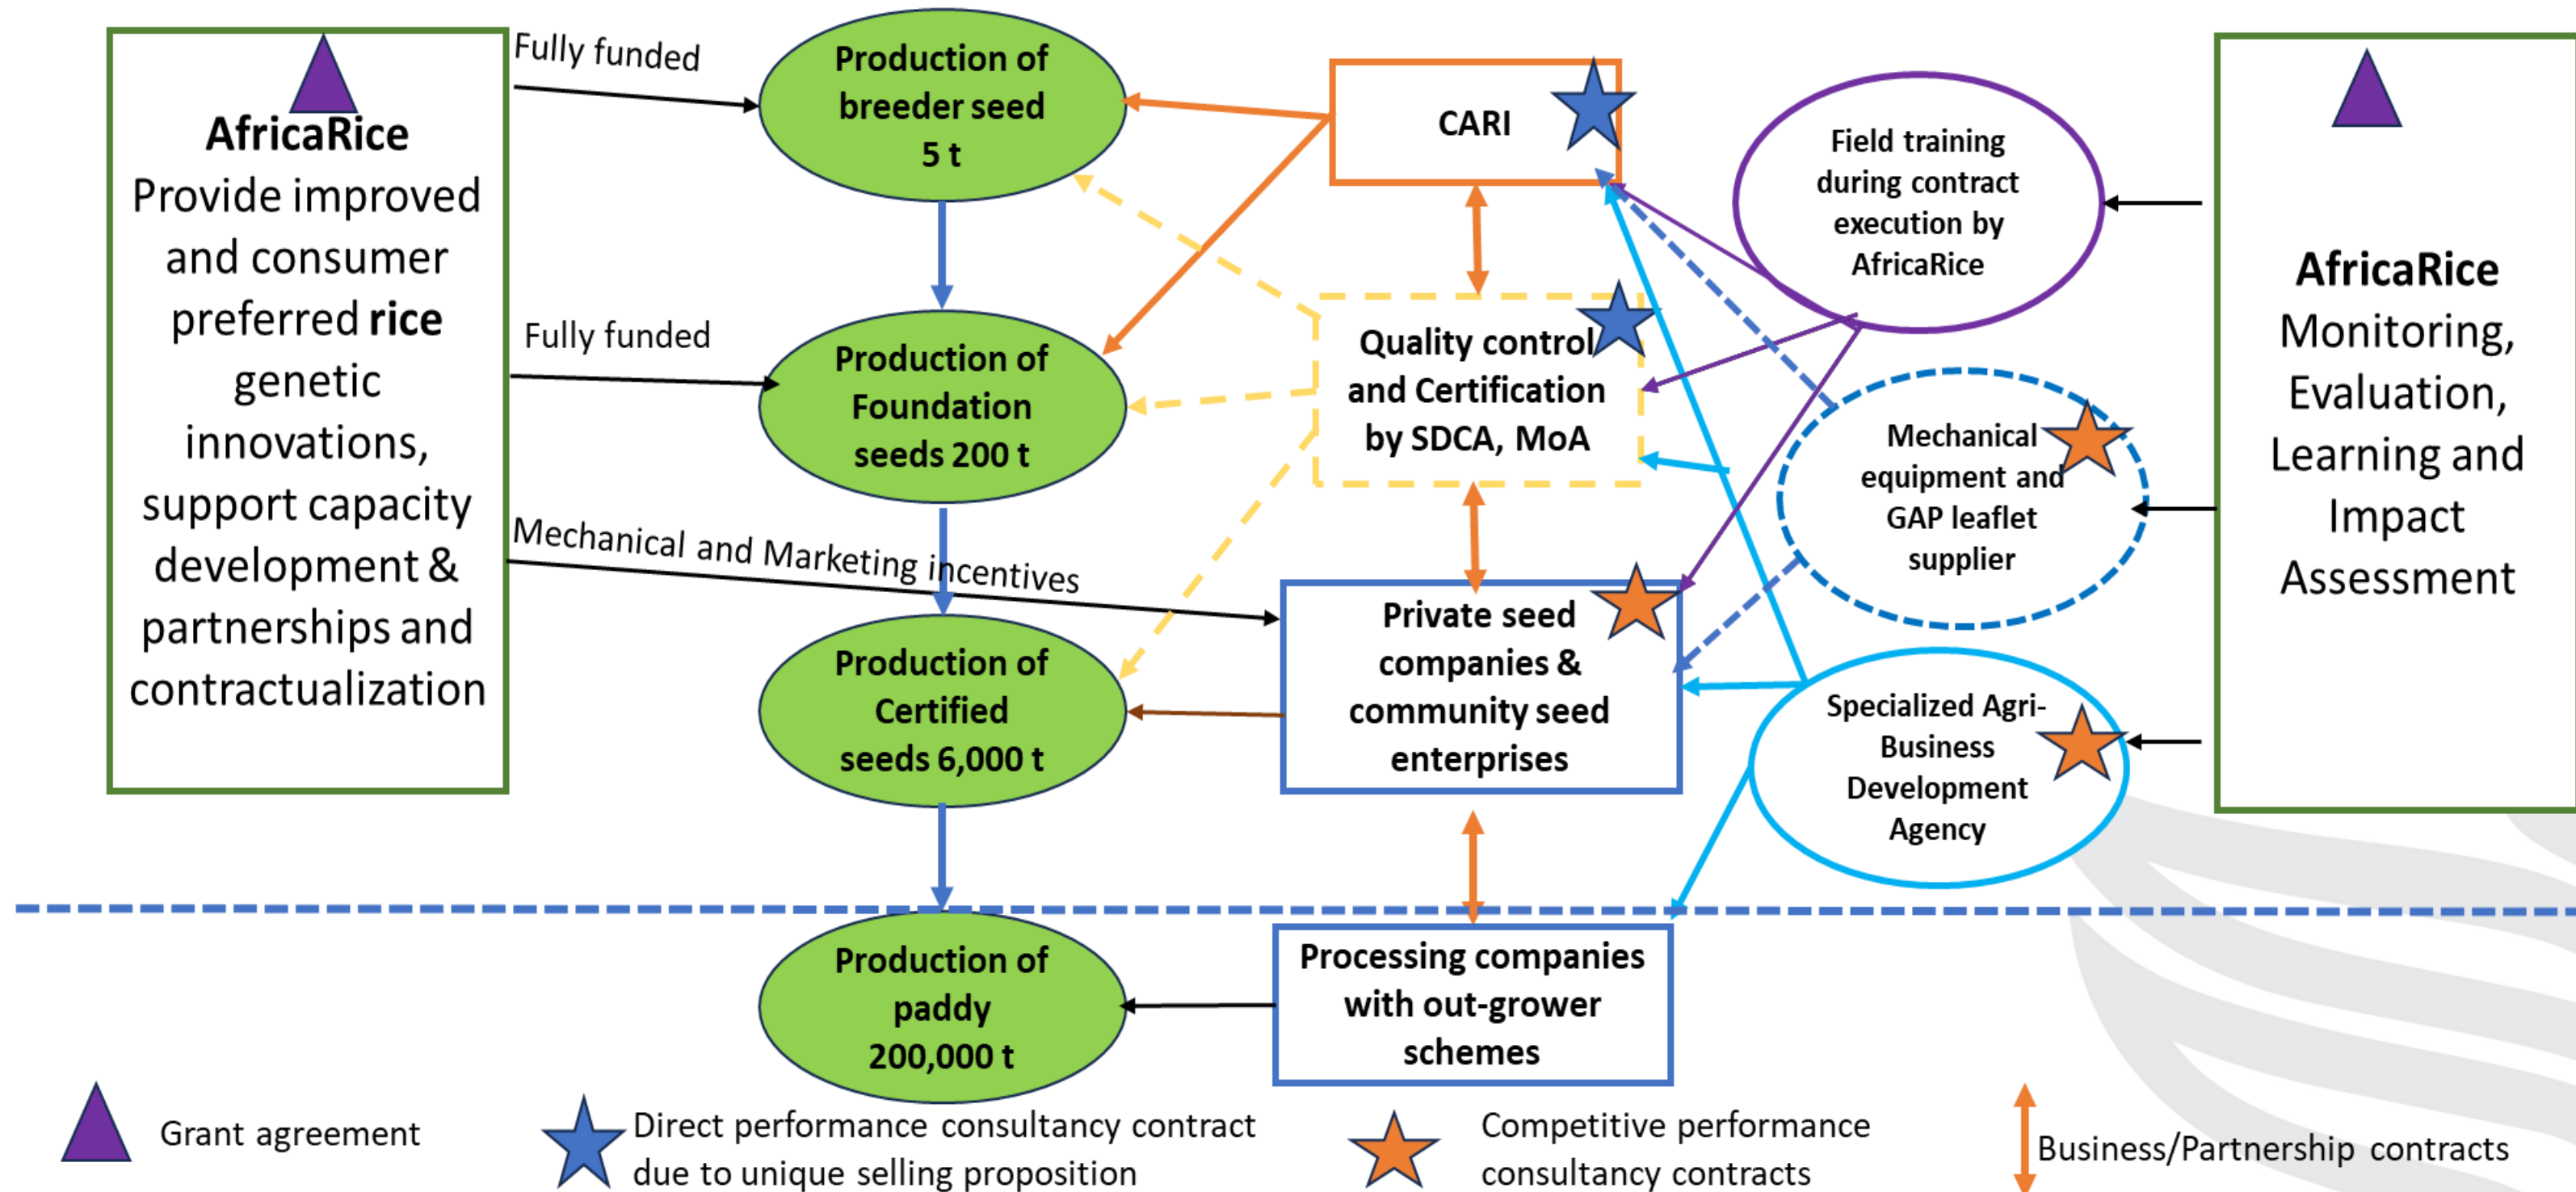 AfricaRice
Provide improved
and consumer
preferred rice
genetic
innovations,
support capacity
development &
partnerships and
contractualization
Fully funded
Fully funded
Mechanical and Marketing incentives
Production of
breeder seed
5 t
Production of
Foundation
seeds 200 t
Production of
Certified
seeds 6,000 t
Production of
paddy
200,000 t
CARI
Quality control
and Certification
by SDCA, MoA
Private seed
companies &
community seed
enterprises
Processing companies
with out-grower
schemes
Field training
during contract
execution by
AfricaRice
Mechanical
equipment and
GAP leaflet
supplier
Specialized Agri-
Business
Development
Agency
AfricaRice
Monitoring,
Evaluation,
Learning and
Impact
Assessment
Grant agreement
Direct performance consultancy contract
due to unique selling proposition
Competitive performance
consultancy contracts
Business/Partnership contracts